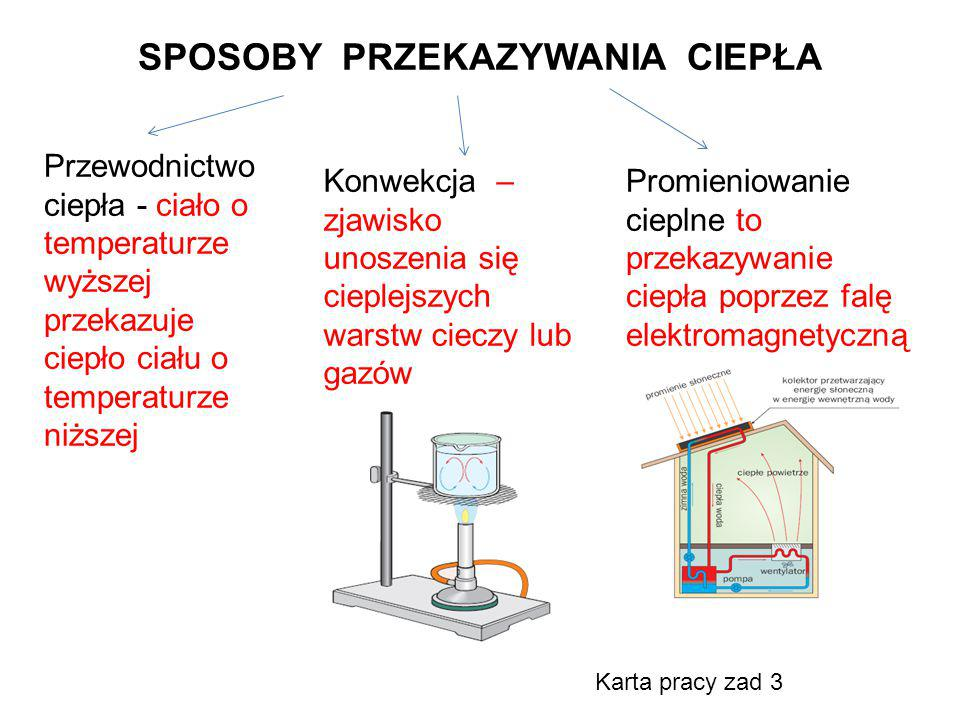 SPOSOBY PRZEKAZYWANIA CIEPŁA
Przewodnictwo
ciepła - ciało o
temperaturze
wyższej
przekazuje
ciepło ciału o
temperaturze
niższej
Konwekcja –
zjawisko
unoszenia się
cieplejszych
warstw cieczy lub
gazów
Promieniowanie
cieplne to
przekazywanie
ciepła poprzez falę
elektromagnetyczną
promienie słoneczne
kolektor przetwarzający
energię słoneczną
w energię wewnętrzną wody
zimna woda
ciepła woda
ciepłe powietrze
wentylator
pompa
Karta pracy zad 3